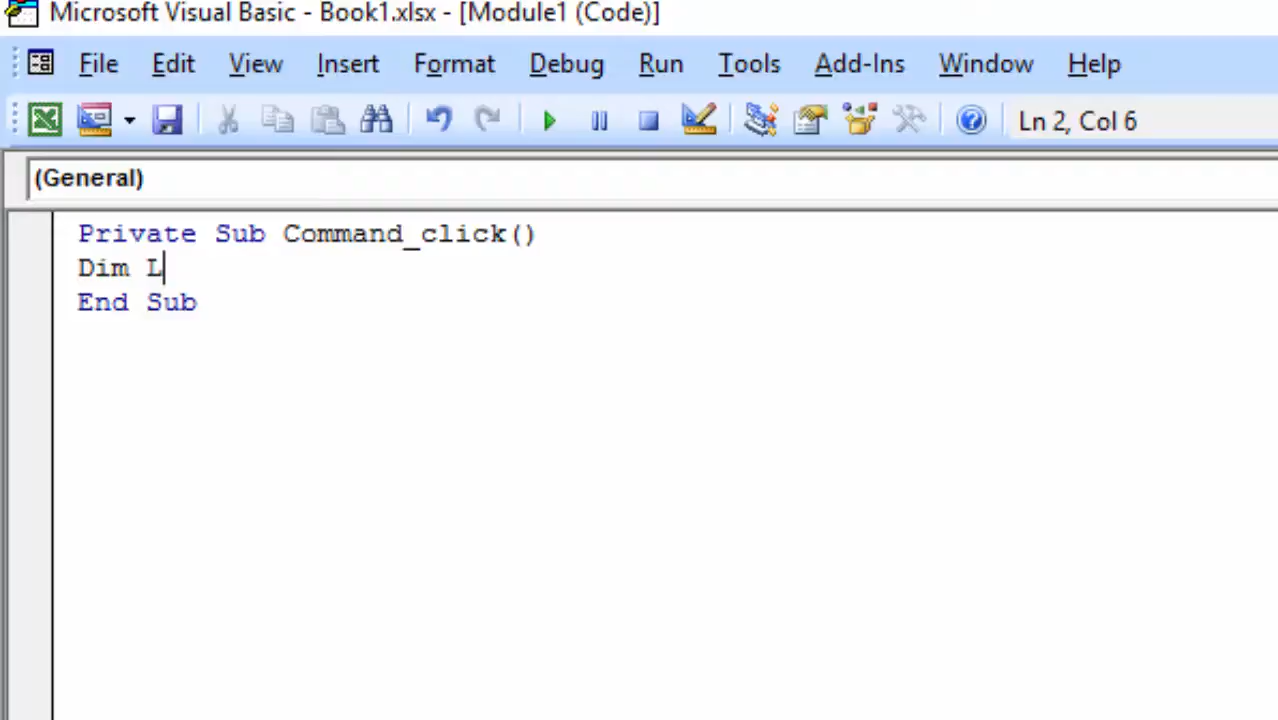 Microsoft Visual Basic - Book1.xlsx - [Module1 (Code)]
File Edit View Insert Format Debug Run Tools Add-Ins Window Help
Ln 2, Col 6
(General)
Private Sub Command_click()
Dim L
End Sub